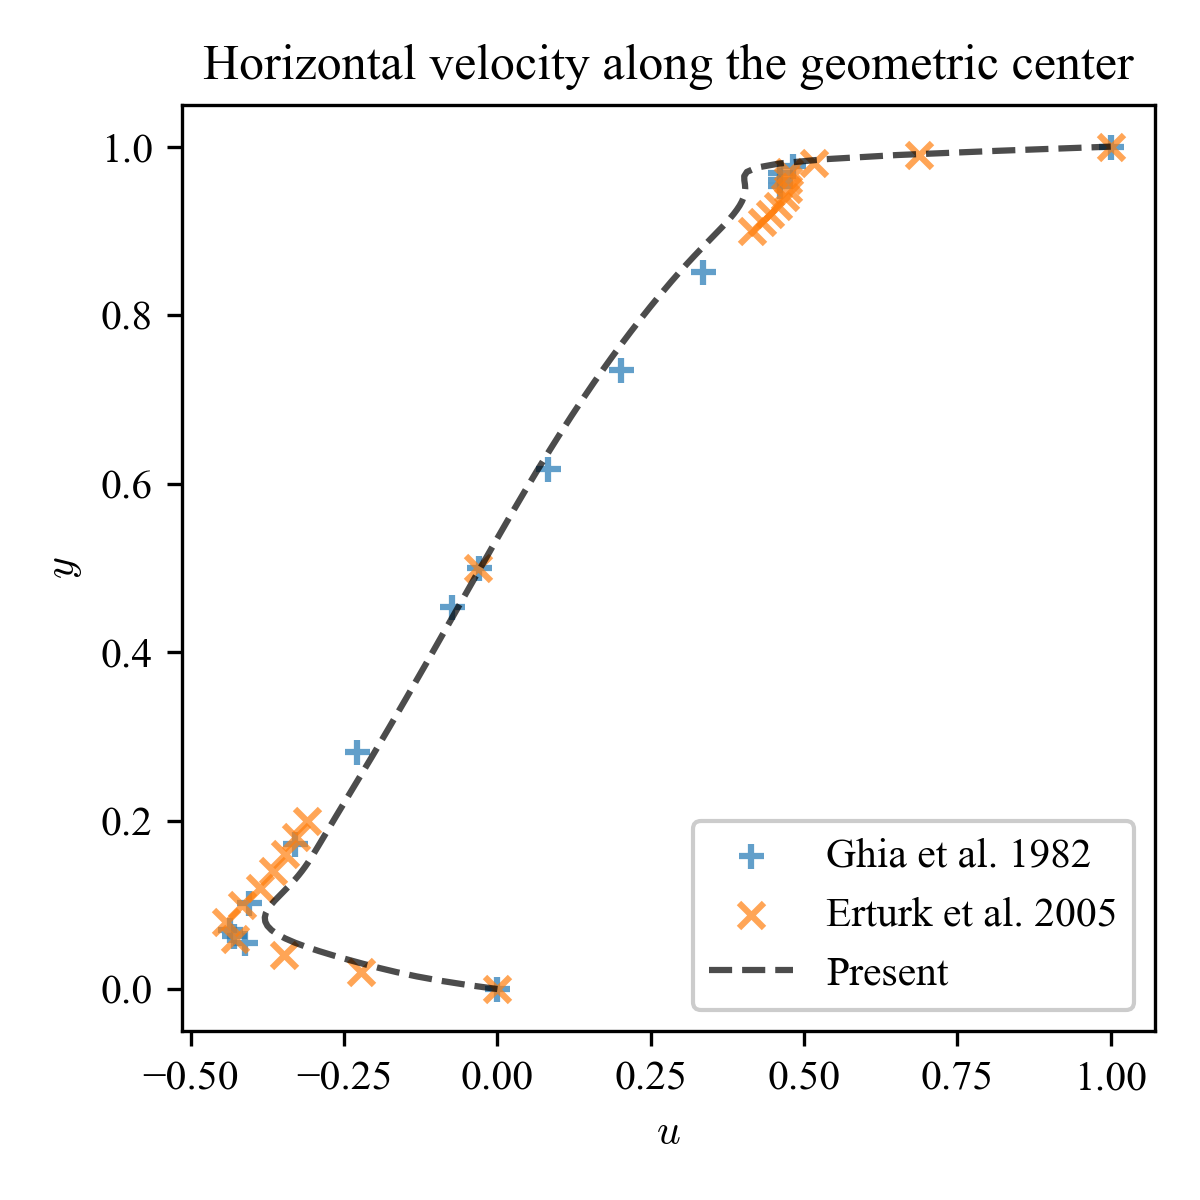 Horizontal velocity along the geometric center
1.0
0.8
0.6
0.4
0.2
0.0
y
−0.50 −0.25 0.00 0.25 0.50 0.75 1.00
u
Ghia et al. 1982
Erturk et al. 2005
Present